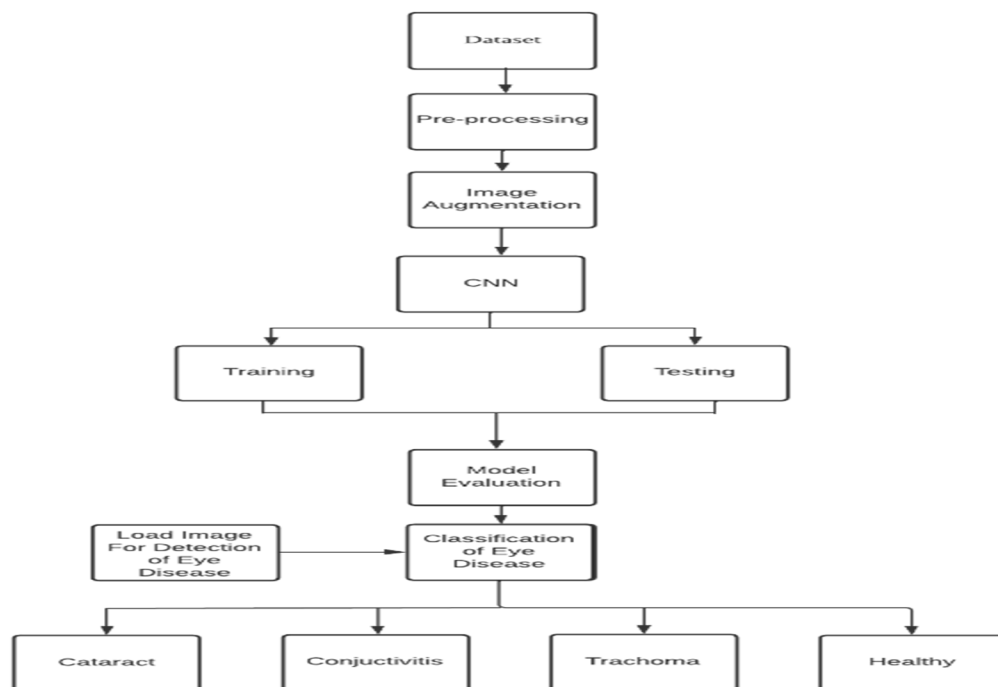 Dataset
Pre-processing
Image
Augmentation
CNN
Training
Testing
Model
Evaluation
Load Image
For Detection
of Eye
Disease
Classification
of Eye
Disease
Cataract
Conjuctivitis
Trachoma
Healthy